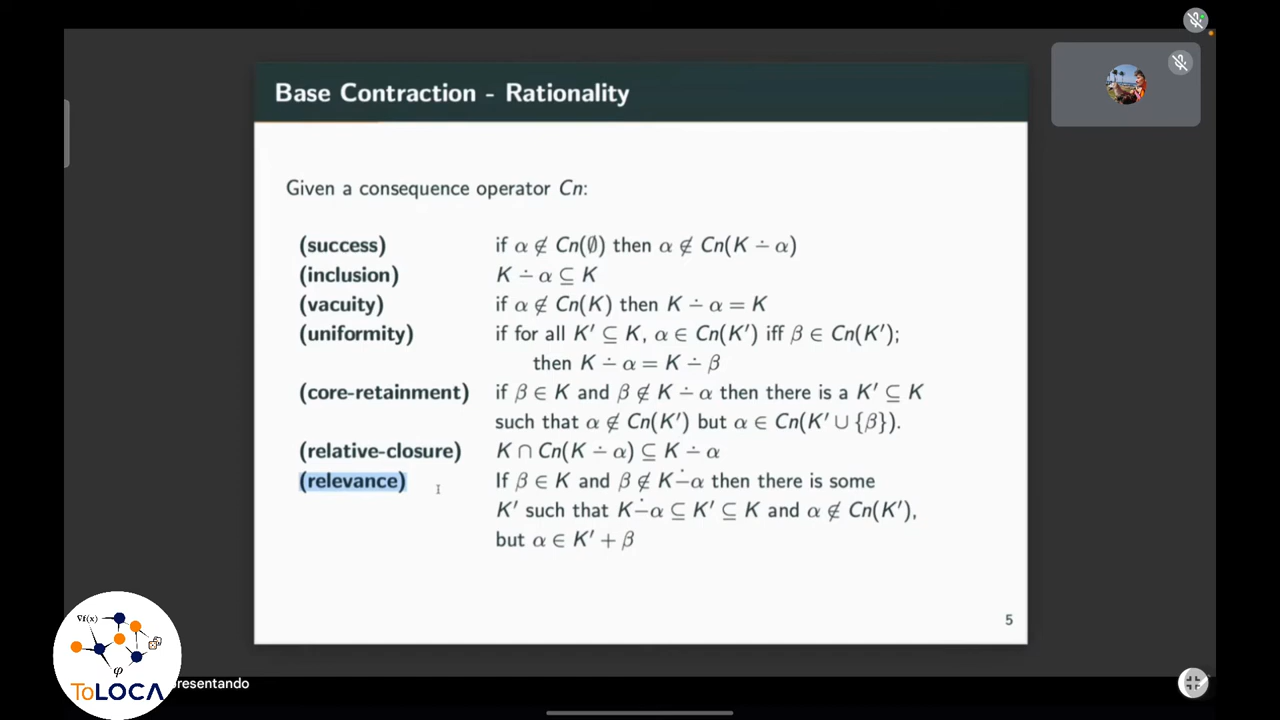 Base Contraction - Rationality
Given a consequence operator Cn:
(success) if α ∉ Cn(∅) then α ∉ Cn(K ∸ α)
(inclusion) K ∸ α ⊆ K
(vacuity) if α ∉ Cn(K) then K ∸ α = K
(uniformity) if for all K′ ⊆ K, α ∈ Cn(K′) iff β ∈ Cn(K′);
then K ∸ α = K ∸ β
(core-retainment) if β ∈ K and β ∉ K ∸ α then there is a K′ ⊆ K
such that α ∉ Cn(K′) but α ∈ Cn(K′ ∪ {β}).
(relative-closure) K ∩ Cn(K ∸ α) ⊆ K ∸ α
(relevance) If β ∈ K and β ∉ K∸α then there is some
K′ such that K∸α ⊆ K′ ⊆ K and α ∉ Cn(K′),
but α ∈ K′ + β
5
∇f(x)
φ
ToLOCA
presentando